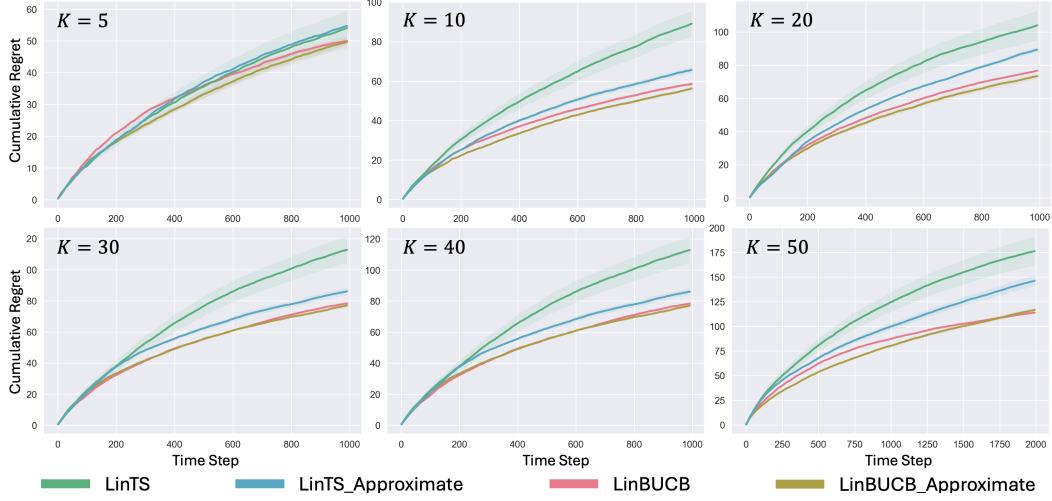 K = 5
K = 10
K = 20
Cumulative Regret
60
50
40
30
20
10
0
100
80
60
40
20
0
100
80
60
40
20
0
0 200 400 600 800 1000
0 200 400 600 800 1000
0 200 400 600 800 1000
K = 30
K = 40
K = 50
Cumulative Regret
20
00
80
60
40
20
0
120
100
80
60
40
20
0
200
175
150
125
100
75
50
25
0
0 200 400 600 800 1000
0 200 400 600 800 1000
0 250 500 750 1000 1250 1500 1750 2000
Time Step
Time Step
Time Step
LinTS
LinTS_Approximate
LinBUCB
LinBUCB_Approximate